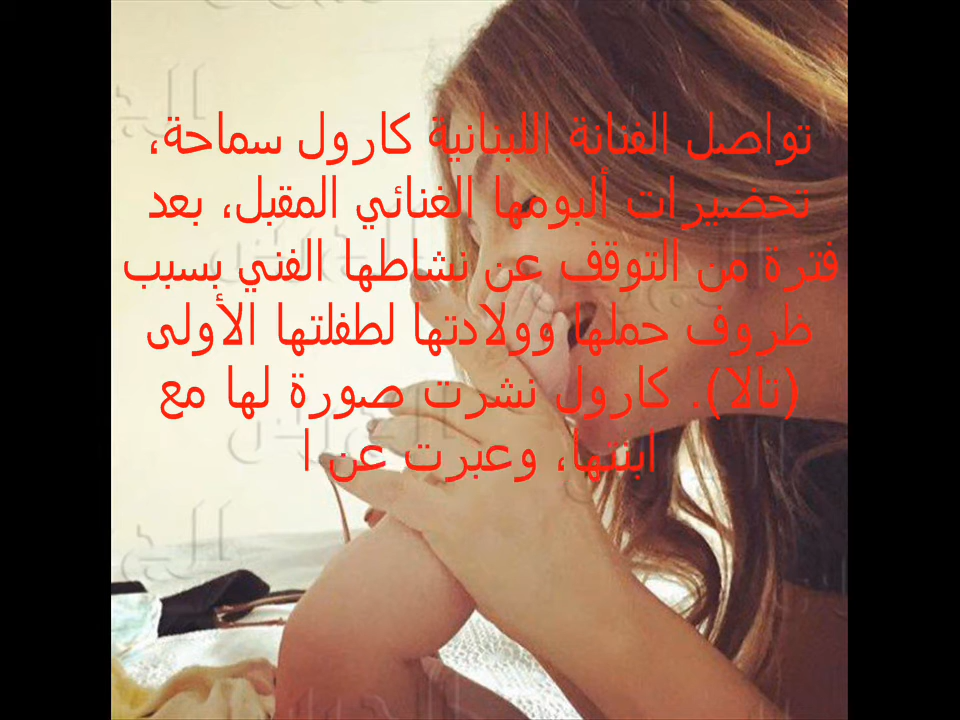 تواصل الفنانة اللبنانية كارول سماحة،
تحضيرات ألبومها الغنائي المقبل، بعد
فترة من التوقف عن نشاطها الفني بسبب
ظروف حملها وولادتها لطفلتها الأولى
(تالا). كارول نشرت صورة لها مع
ابنتها، وعبرت عن ا